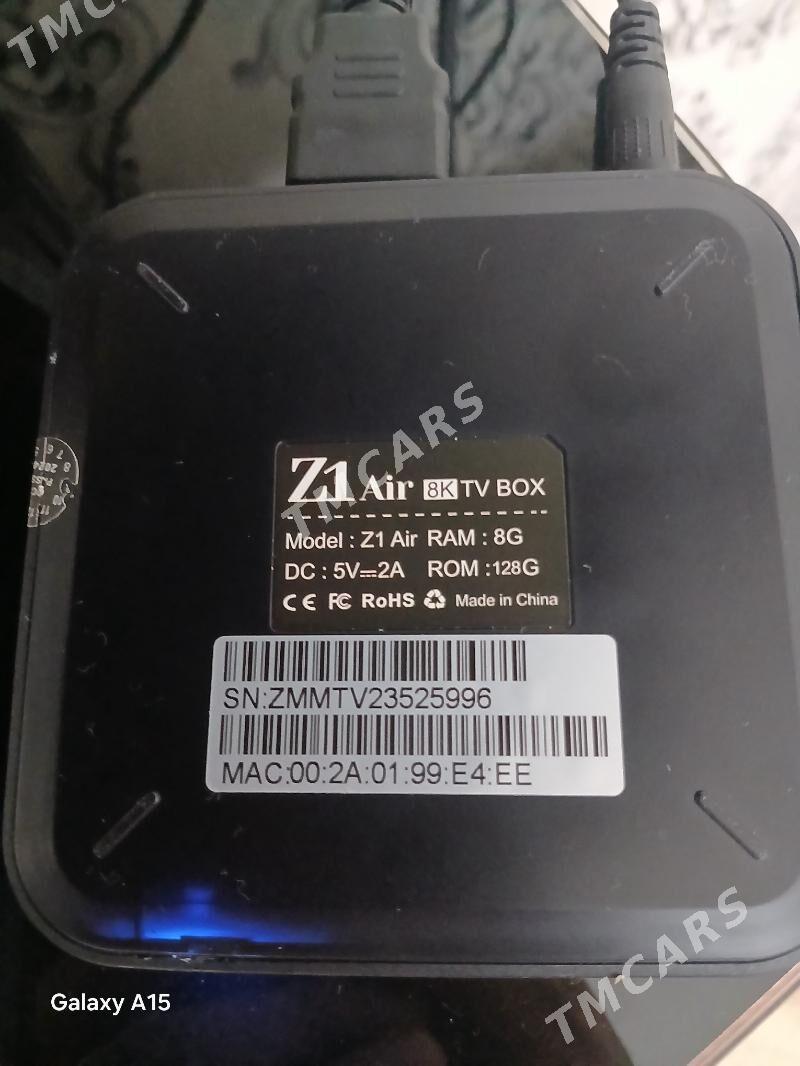 TMCARS
Z1 Air 8K TV BOX
Model : Z1 Air RAM : 8G
DC : 5V⎓2A ROM :128G
CE FC RoHS Made in China
SN:ZMMTV23525996
MAC:00:2A:01:99:E4:EE
TMCARS
TMCARS
Galaxy A15